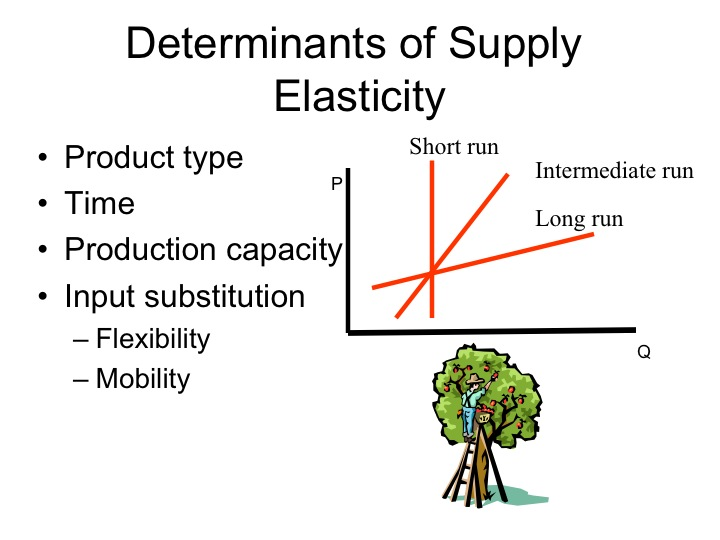 Determinants of Supply
Elasticity
• Product type
• Time
• Production capacity
• Input substitution
– Flexibility
– Mobility
Short run
Intermediate run
P
Long run
Q